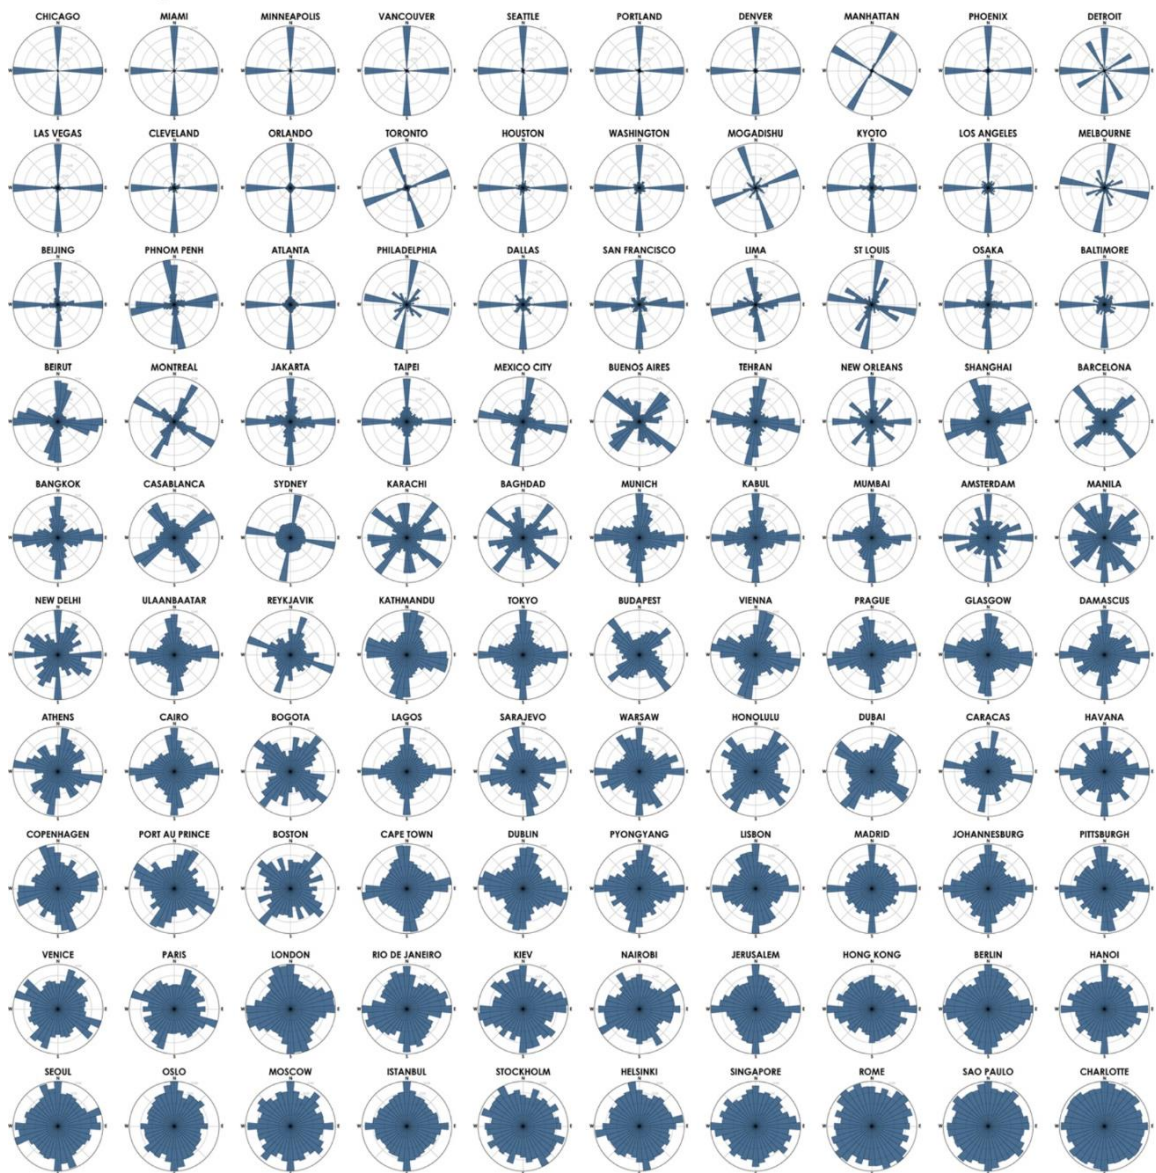 CHICAGO MIAMI MINNEAPOLIS VANCOUVER SEATTLE PORTLAND DENVER MANHATTAN PHOENIX DETROIT
N N N N N N N N N N
W E W E W E W E W E W E W E W E W E W E
S S S S S S S S S S
LAS VEGAS CLEVELAND ORLANDO TORONTO HOUSTON WASHINGTON MOGADISHU KYOTO LOS ANGELES MELBOURNE
N N N N N N N N N N
W E W E W E W E W E W E W E W E W E W E
S S S S S S S S S S
BEIJING PHNOM PENH ATLANTA PHILADELPHIA DALLAS SAN FRANCISCO LIMA ST LOUIS OSAKA BALTIMORE
N N N N N N N N N N
W E W E W E W E W E W E W E W E W E W E
S S S S S S S S S S
BEIRUT MONTREAL JAKARTA TAIPEI MEXICO CITY BUENOS AIRES TEHRAN NEW ORLEANS SHANGHAI BARCELONA
N N N N N N N N N N
W E W E W E W E W E W E W E W E W E W E
S S S S S S S S S S
BANGKOK CASABLANCA SYDNEY KARACHI BAGHDAD MUNICH KABUL MUMBAI AMSTERDAM MANILA
N N N N N N N N N N
W E W E W E W E W E W E W E W E W E W E
S S S S S S S S S S
NEW DELHI ULAANBAATAR REYKJAVIK KATHMANDU TOKYO BUDAPEST VIENNA PRAGUE GLASGOW DAMASCUS
N N N N N N N N N N
W E W E W E W E W E W E W E W E W E W E
S S S S S S S S S S
ATHENS CAIRO BOGOTA LAGOS SARAJEVO WARSAW HONOLULU DUBAI CARACAS HAVANA
N N N N N N N N N N
W E W E W E W E W E W E W E W E W E W E
S S S S S S S S S S
COPENHAGEN PORT AU PRINCE BOSTON CAPE TOWN DUBLIN PYONGYANG LISBON MADRID JOHANNESBURG PITTSBURGH
N N N N N N N N N N
W E W E W E W E W E W E W E W E W E W E
S S S S S S S S S S
VENICE PARIS LONDON RIO DE JANEIRO KIEV NAIROBI JERUSALEM HONG KONG BERLIN HANOI
N N N N N N N N N N
W E W E W E W E W E W E W E W E W E W E
S S S S S S S S S S
SEOUL OSLO MOSCOW ISTANBUL STOCKHOLM HELSINKI SINGAPORE ROME SAO PAULO CHARLOTTE
N N N N N N N N N N
W E W E W E W E W E W E W E W E W E W E